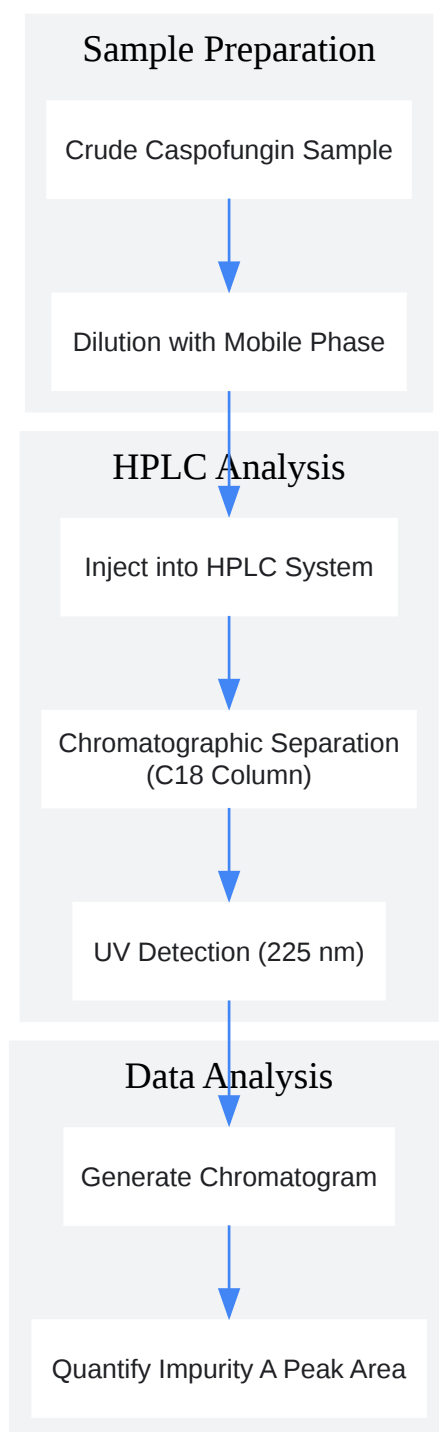 Sample Preparation
Crude Caspofungin Sample
Dilution with Mobile Phase
HPLC Analysis
Inject into HPLC System
Chromatographic Separation
(C18 Column)
UV Detection (225 nm)
Data Analysis
Generate Chromatogram
Quantify Impurity A Peak Area